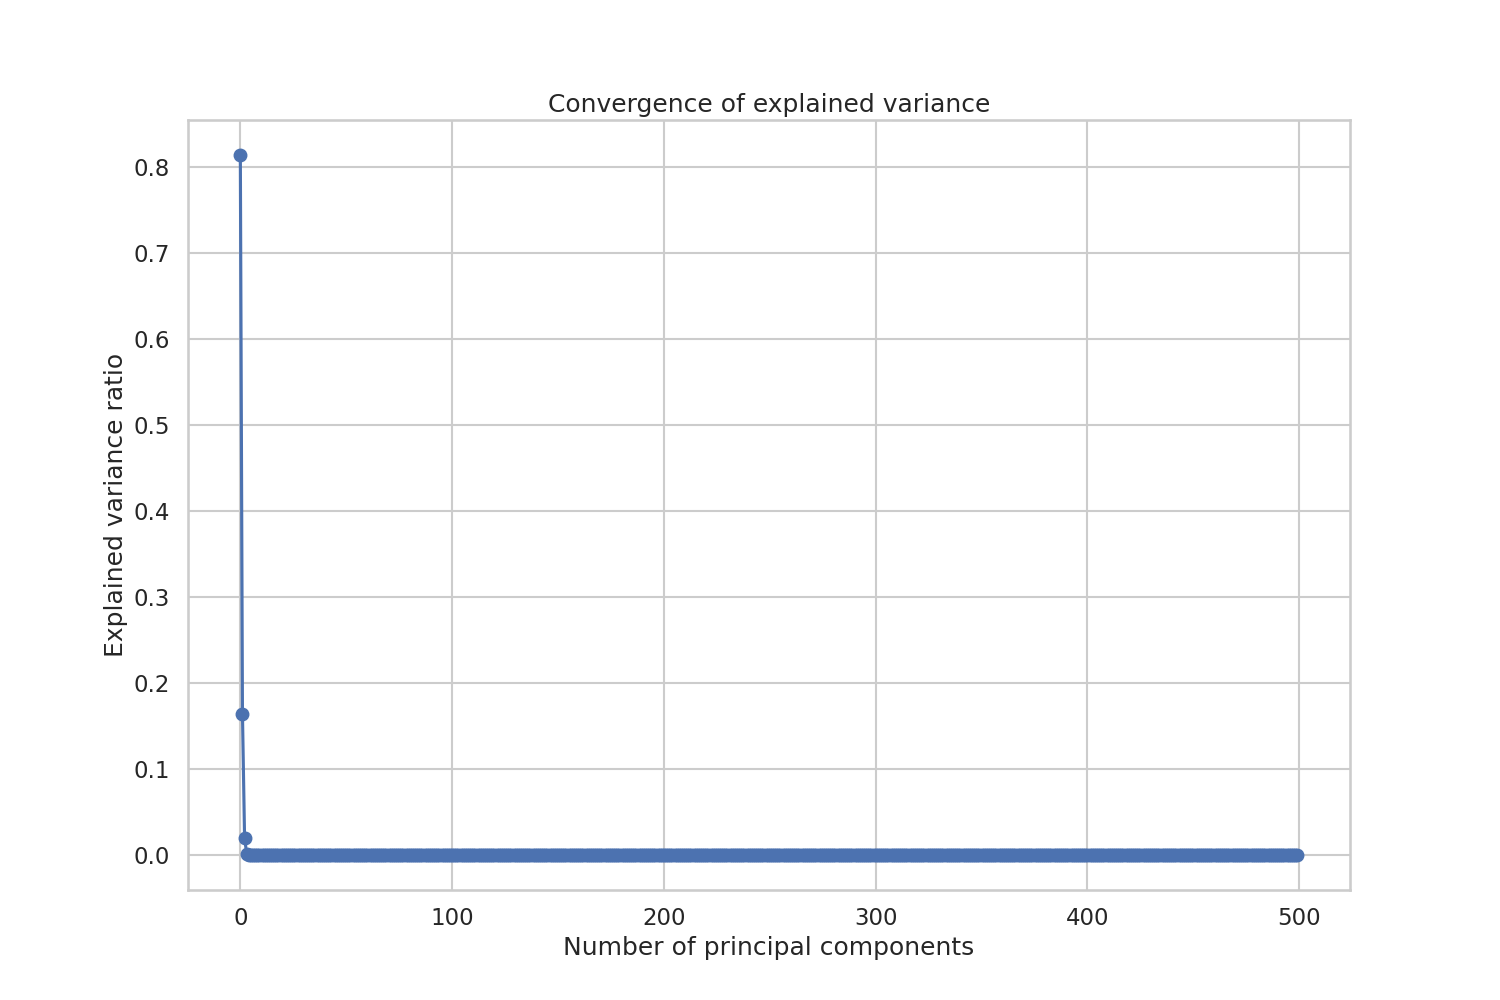 Convergence of explained variance
0.8
0.7
0.6
0.5
0.4
0.3
0.2
0.1
0.0
Explained variance ratio
0 100 200 300 400 500
Number of principal components